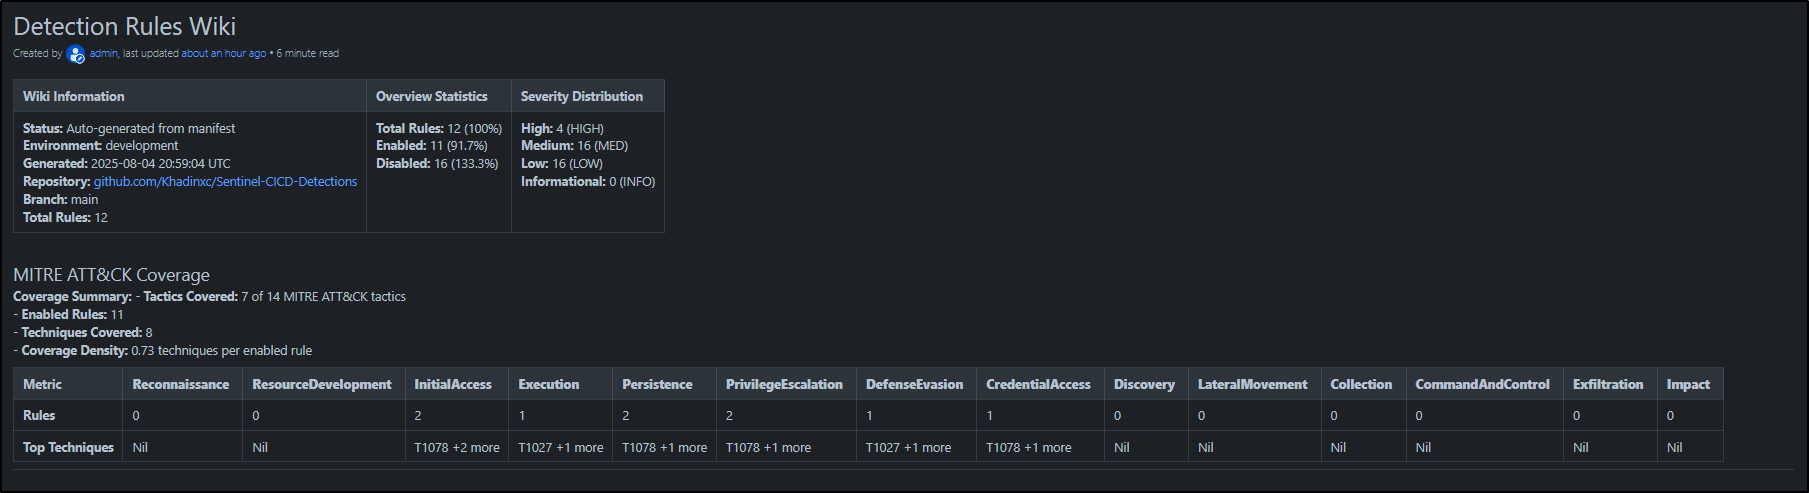 Detection Rules Wiki
Created by admin, last updated about an hour ago • 6 minute read
Wiki Information Overview Statistics Severity Distribution
Status: Auto-generated from manifest Total Rules: 12 (100%) High: 4 (HIGH)
Environment: development Enabled: 11 (91.7%) Medium: 16 (MED)
Generated: 2025-08-04 20:59:04 UTC Disabled: 16 (133.3%) Low: 16 (LOW)
Repository: github.com/Khadinxc/Sentinel-CICD-Detections Informational: 0 (INFO)
Branch: main
Total Rules: 12
MITRE ATT&CK Coverage
Coverage Summary: - Tactics Covered: 7 of 14 MITRE ATT&CK tactics
- Enabled Rules: 11
- Techniques Covered: 8
- Coverage Density: 0.73 techniques per enabled rule
Metric Reconnaissance ResourceDevelopment InitialAccess Execution Persistence PrivilegeEscalation DefenseEvasion CredentialAccess Discovery LateralMovement Collection CommandAndControl Exfiltration Impact
Rules 0 0 2 1 2 2 1 1 0 0 0 0 0 0
Top Techniques Nil Nil T1078 +2 more T1027 +1 more T1078 +1 more T1078 +1 more T1027 +1 more T1078 +1 more Nil Nil Nil Nil Nil Nil